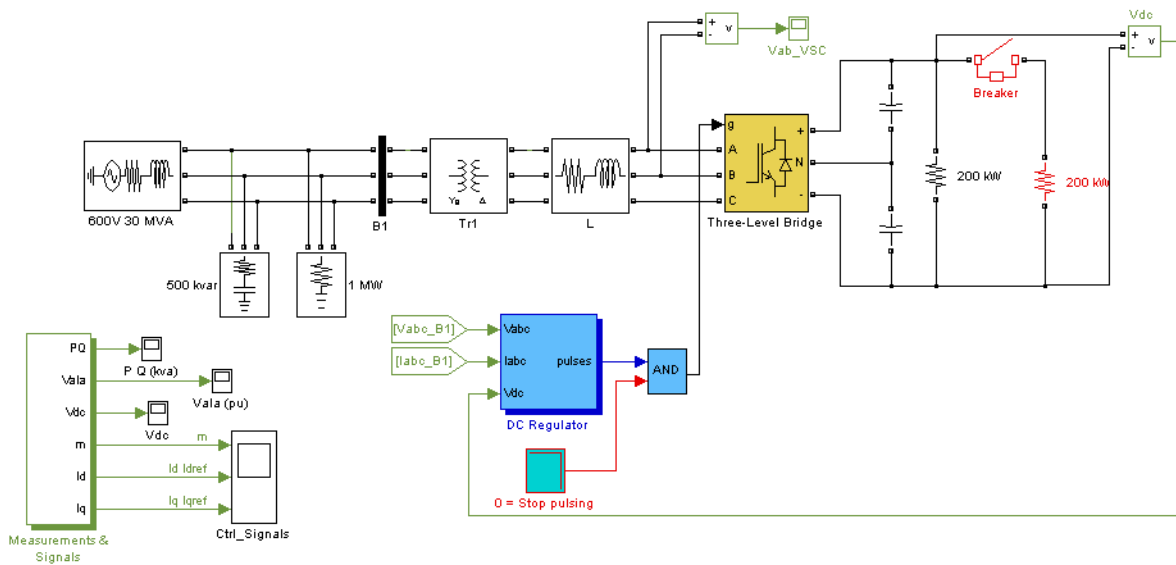 Vdc
+
-
v
Vab_VSC
+
-
v
Breaker
g
A
B
C
+
N
-
Three-Level Bridge
200 kW
200 kW
600V 30 MVA
B1
Yg
Δ
Tr1
L
500 kvar
1 MW
[Vabc_B1]
[Iabc_B1]
Vabc
Iabc
Vdc
pulses
DC Regulator
AND
0 = Stop pulsing
PQ
Vala
Vdc
m
Id
Iq
Measurements &
Signals
P Q (kva)
Vala (pu)
Vdc
m
Id Idref
Iq Iqref
Ctrl_Signals